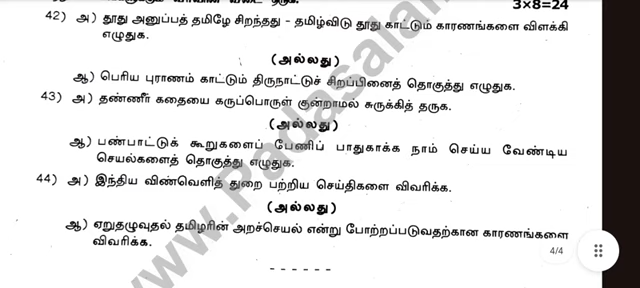 3×8=24
42) அ) தூது அனுப்பத் தமிழே சிறந்தது - தமிழ்விடு தூது காட்டும் காரணங்களை விளக்கி
எழுதுக.
(அல்லது)
ஆ) பெரிய புராணம் காட்டும் திருநாட்டுச் சிறப்பினைத் தொகுத்து எழுதுக.
43) அ) தண்ணீர் கதையை கருப்பொருள் குன்றாமல் சுருக்கித் தருக.
(அல்லது)
ஆ) பண்பாட்டுக் கூறுகளைப் பேணிப் பாதுகாக்க நாம் செய்ய வேண்டிய
செயல்களைத் தொகுத்து எழுதுக.
44) அ) இந்திய விண்வெளித் துறை பற்றிய செய்திகளை விவரிக்க.
(அல்லது)
ஆ) ஏறுதழுவுதல் தமிழரின் அறச்செயல் என்று போற்றப்படுவதற்கான காரணங்களை
விவரிக்க.
4/4
------
www.Padasalai